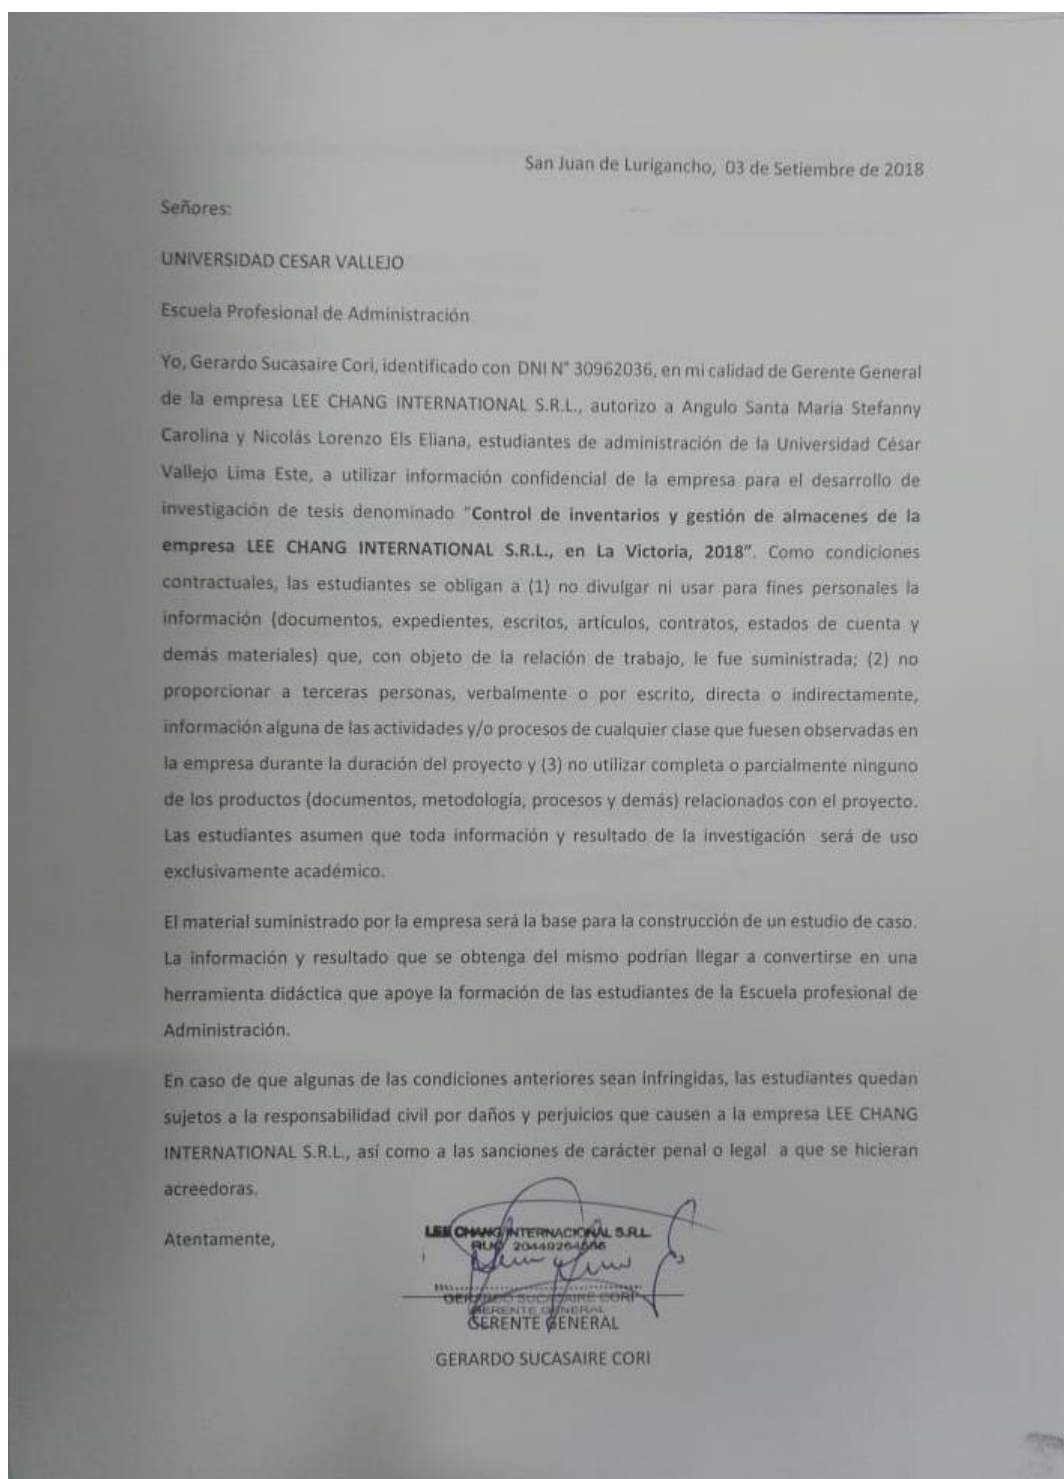 San Juan de Lurigancho, 03 de Setiembre de 2018
Señores:
UNIVERSIDAD CESAR VALLEJO
Escuela Profesional de Administración
Yo, Gerardo Sucasaire Cori, identificado con DNI N° 30962036, en mi calidad de Gerente General
de la empresa LEE CHANG INTERNATIONAL S.R.L., autorizo a Angulo Santa Maria Stefanny
Carolina y Nicolás Lorenzo Els Eliana, estudiantes de administración de la Universidad César
Vallejo Lima Este, a utilizar información confidencial de la empresa para el desarrollo de
investigación de tesis denominado "Control de inventarios y gestión de almacenes de la
empresa LEE CHANG INTERNATIONAL S.R.L., en La Victoria, 2018". Como condiciones
contractuales, las estudiantes se obligan a (1) no divulgar ni usar para fines personales la
información (documentos, expedientes, escritos, artículos, contratos, estados de cuenta y
demás materiales) que, con objeto de la relación de trabajo, le fue suministrada; (2) no
proporcionar a terceras personas, verbalmente o por escrito, directa o indirectamente,
información alguna de las actividades y/o procesos de cualquier clase que fuesen observadas en
la empresa durante la duración del proyecto y (3) no utilizar completa o parcialmente ninguno
de los productos (documentos, metodología, procesos y demás) relacionados con el proyecto.
Las estudiantes asumen que toda información y resultado de la investigación será de uso
exclusivamente académico.
El material suministrado por la empresa será la base para la construcción de un estudio de caso.
La información y resultado que se obtenga del mismo podrían llegar a convertirse en una
herramienta didáctica que apoye la formación de las estudiantes de la Escuela profesional de
Administración.
En caso de que algunas de las condiciones anteriores sean infringidas, las estudiantes quedan
sujetos a la responsabilidad civil por daños y perjuicios que causen a la empresa LEE CHANG
INTERNATIONAL S.R.L., así como a las sanciones de carácter penal o legal a que se hicieran
acreedoras.
Atentamente,
LEE CHANG INTERNACIONAL S.R.L.
RUC
GERARDO SUCASAIRE CORI
GERENTE GENERAL
GERENTE GENERAL
GERARDO SUCASAIRE CORI